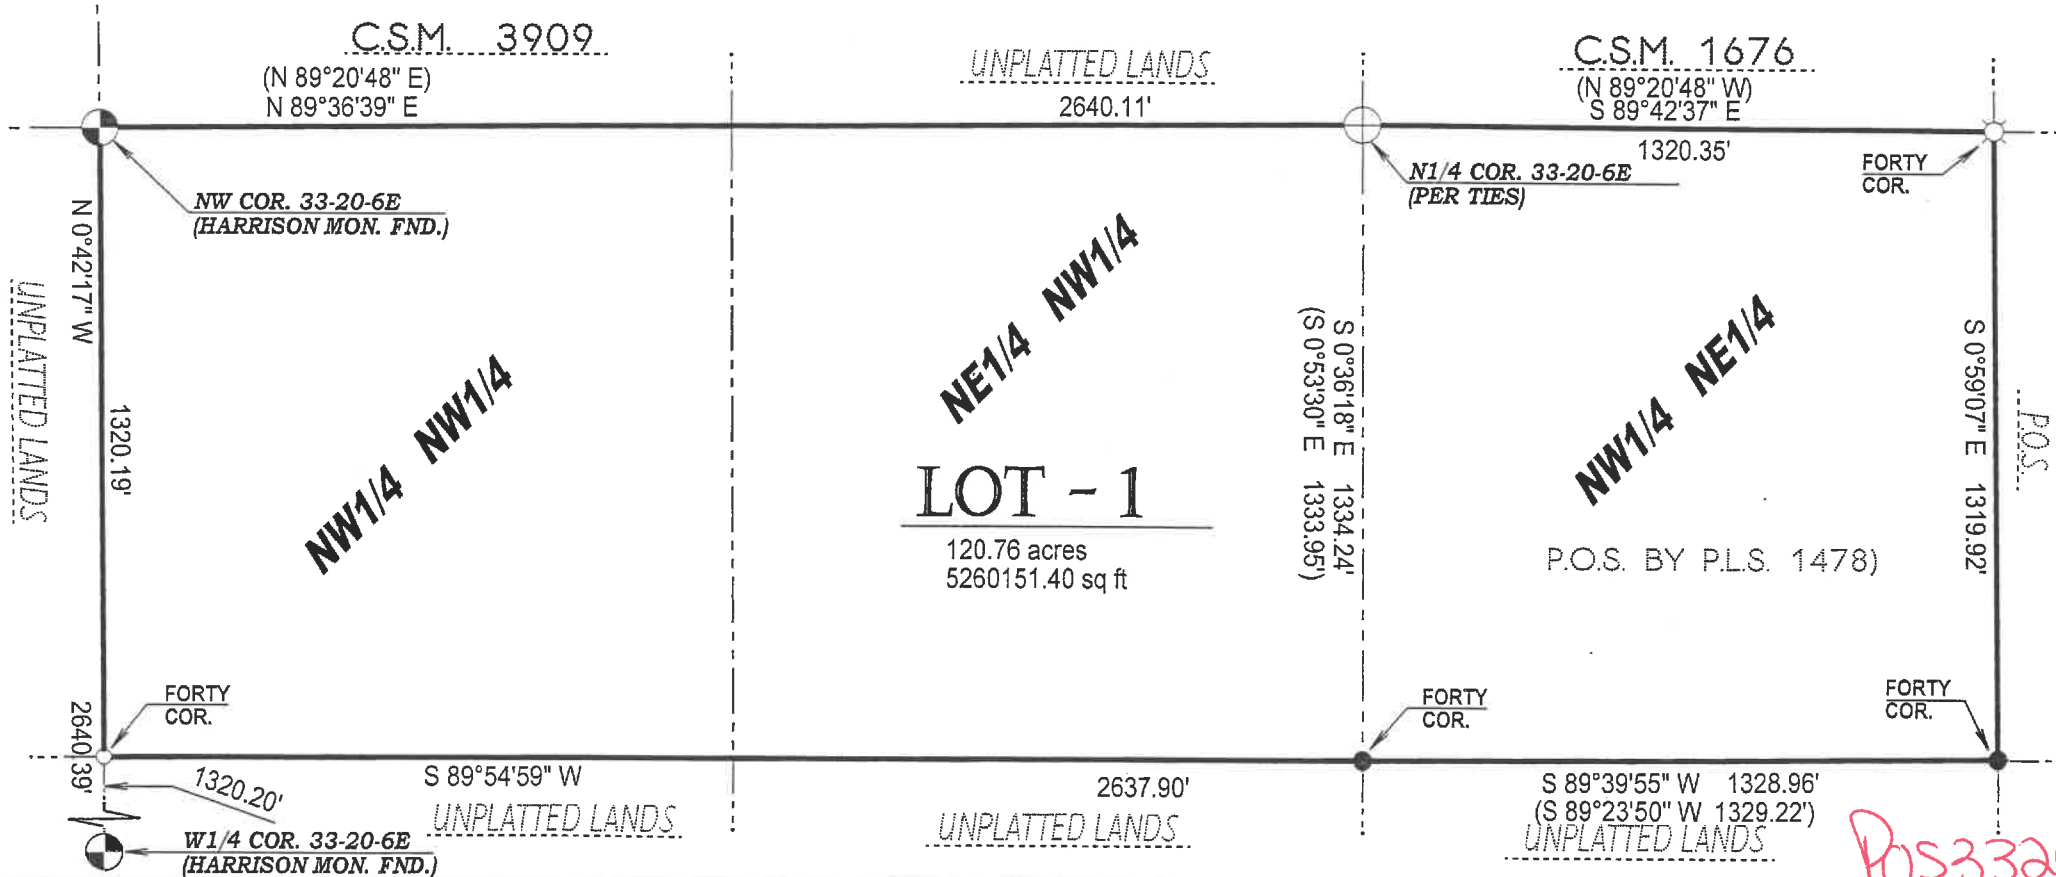 C.S.M. 3909
(N 89°20'48" E)
N 89°36'39" E
UNPLATTED LANDS
2640.11'
C.S.M. 1676
(N 89°20'48" W)
S 89°42'37" E
1320.35'
FORTY
COR.
NW COR. 33-20-6E
(HARRISON MON. FND.)
N1/4 COR. 33-20-6E
(PER TIES)
N 0°42'17" W
1320.19'
2640.39'
UNPLATTED LANDS
NW1/4 NW1/4
NE1/4 NW1/4
NW1/4 NE1/4
LOT - 1
120.76 acres
5260151.40 sq ft
S 0°36'18" E 1334.24'
(S 0°53'30" E 1333.95')
P.O.S. BY P.L.S. 1478)
S 0°59'07" E 1319.92'
P.O.S.
FORTY
COR.
FORTY
COR.
FORTY
COR.
1320.20'
S 89°54'59" W
2637.90'
S 89°39'55" W 1328.96'
(S 89°23'50" W 1329.22')
UNPLATTED LANDS
UNPLATTED LANDS
UNPLATTED LANDS
W1/4 COR. 33-20-6E
(HARRISON MON. FND.)